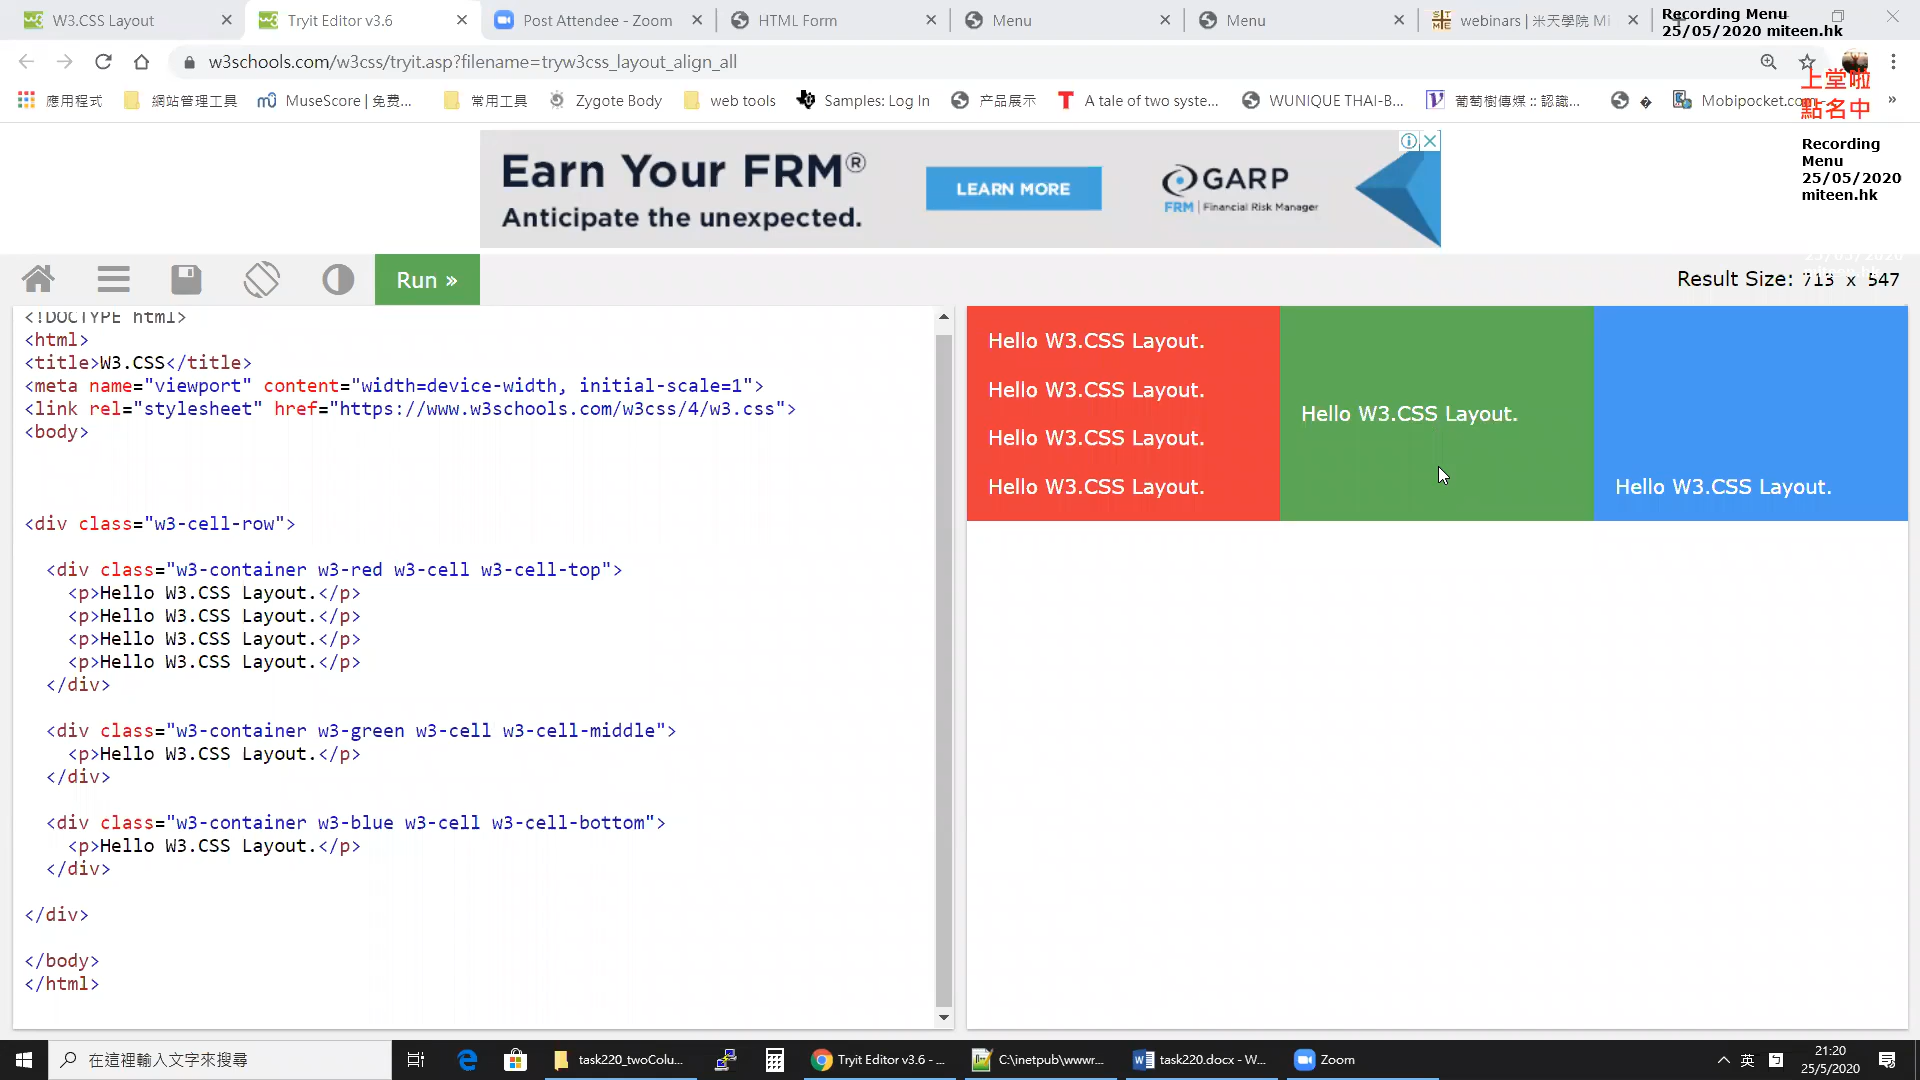 W3.CSS Layout
Tryit Editor v3.6
Post Attendee - Zoom
HTML Form
Menu
Menu
webinars | 米天學院 Mi
Recording Menu
25/05/2020 miteen.hk
w3schools.com/w3css/tryit.asp?filename=tryw3css_layout_align_all
上堂啦
點名中
應用程式
網站管理工具
MuseScore | 免费...
常用工具
Zygote Body
web tools
Samples: Log In
产品展示
A tale of two syste...
WUNIQUE THAI-B...
葡萄樹傳媒 :: 認識...
Mobipocket.com
»
Recording
Menu
25/05/2020
miteen.hk
Earn Your FRM®
Anticipate the unexpected.
LEARN MORE
GARP
FRM | Financial Risk Manager
Run »
Result Size: 713 x 547
<!DOCTYPE html>
<html>
<title>W3.CSS</title>
<meta name="viewport" content="width=device-width, initial-scale=1">
<link rel="stylesheet" href="https://www.w3schools.com/w3css/4/w3.css">
<body>
<div class="w3-cell-row">
<div class="w3-container w3-red w3-cell w3-cell-top">
<p>Hello W3.CSS Layout.</p>
<p>Hello W3.CSS Layout.</p>
<p>Hello W3.CSS Layout.</p>
<p>Hello W3.CSS Layout.</p>
</div>
<div class="w3-container w3-green w3-cell w3-cell-middle">
<p>Hello W3.CSS Layout.</p>
</div>
<div class="w3-container w3-blue w3-cell w3-cell-bottom">
<p>Hello W3.CSS Layout.</p>
</div>
</div>
</body>
</html>
Hello W3.CSS Layout.
Hello W3.CSS Layout.
Hello W3.CSS Layout.
Hello W3.CSS Layout.
Hello W3.CSS Layout.
Hello W3.CSS Layout.
在這裡輸入文字來搜尋
task220_twoColu...
Tryit Editor v3.6 - ...
C:\inetpub\wwwr...
task220.docx - W...
Zoom
英
21:20
25/5/2020